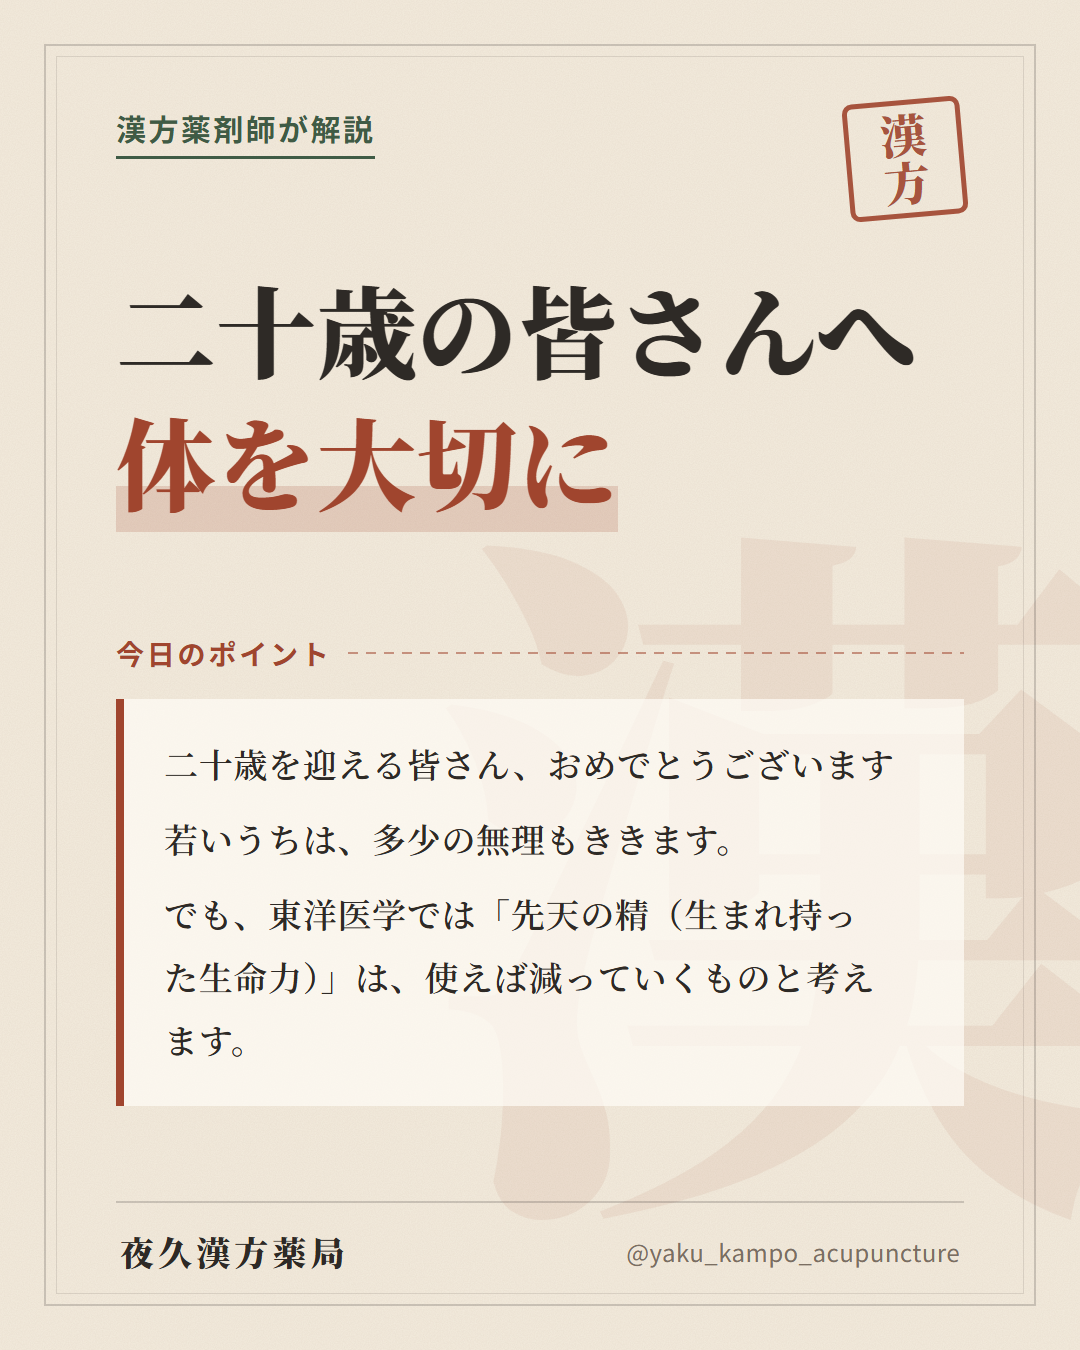 漢方薬剤師が解説
漢
方
二十歳の皆さんへ
体を大切に
今日のポイント
二十歳を迎える皆さん、おめでとうございます
若いうちは、多少の無理もききます。
でも、東洋医学では「先天の精（生まれ持っ
た生命力）」は、使えば減っていくものと考え
ます。
夜久漢方薬局
@yaku_kampo_acupuncture
漢